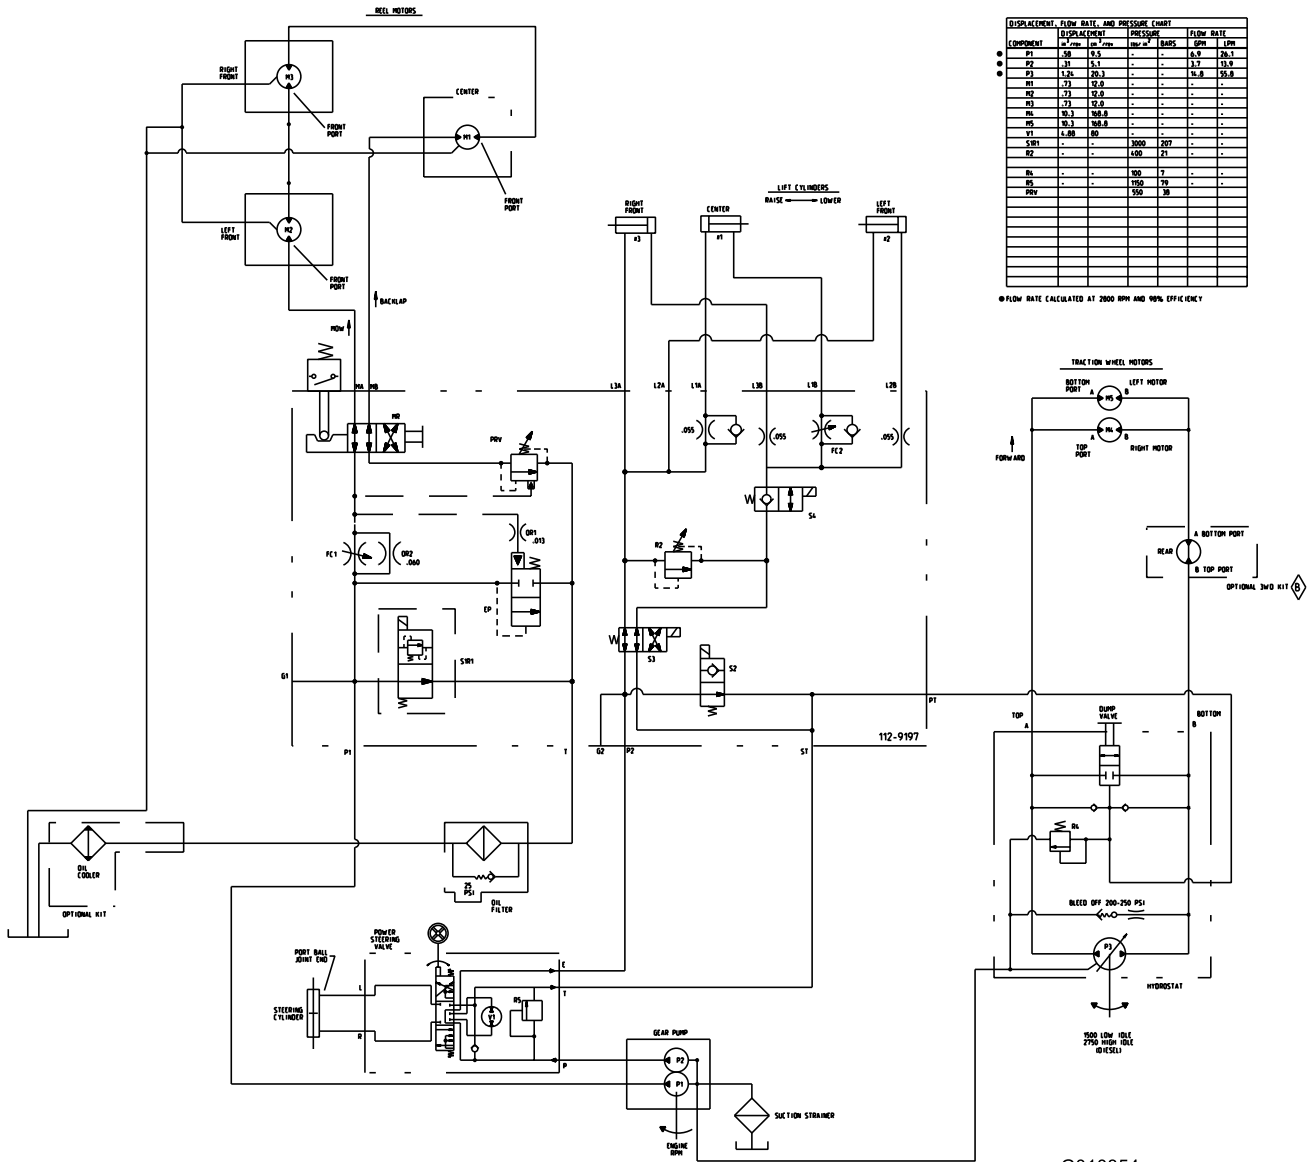 REEL MOTORS
RIGHT FRONT
M3
FRONT PORT
CENTER
M1
FRONT PORT
LEFT FRONT
M2
FRONT PORT
BACKLAP
MOW
DISPLACEMENT, FLOW RATE, AND PRESSURE CHART
DISPLACEMENT PRESSURE FLOW RATE
COMPONENT BARS GPM LPM
P1 .58 9.5 - - 6.9 26.1
P2 .31 5.1 - - 3.7 13.9
P3 1.24 20.3 - - 14.8 55.8
M1 .73 12.0 - - - -
M2 .73 12.0 - - - -
M3 .73 12.0 - - - -
M4 10.3 168.8 - - - -
M5 10.3 168.8 - - - -
V1 4.88 80 - - - -
S1R1 - - 3000 207 - -
R2 - - 400 21 - -
R4 - - 100 7 - -
R5 - - 1150 79 - -
PRV 550 38
FLOW RATE CALCULATED AT 2800 RPM AND 98% EFFICIENCY
LIFT CYLINDERS
RAISE LOWER
RIGHT FRONT
#3
CENTER
#1
LEFT FRONT
#2
MA MB
L3A L2A L1A L3B L1B L2B
MR
PRV
.055
.055
FC2
.055
S4
FC1
OR2
.060
OR1
.013
EP
R2
S3
S2
S1R1
G1
P1
T
G2
P2
ST
PT
112-9197
TRACTION WHEEL MOTORS
BOTTOM PORT
A M5 B
LEFT MOTOR
M4
TOP PORT
A B
RIGHT MOTOR
FORWARD
A BOTTOM PORT
REAR
B TOP PORT
OPTIONAL 3WD KIT B
TOP
A
DUMP VALVE
BOTTOM
B
R4
BLEED OFF 200-250 PSI
P3
HYDROSTAT
1500 LOW IDLE
2750 HIGH IDLE
(DIESEL)
OIL COOLER
OPTIONAL KIT
25 PSI
OIL FILTER
POWER STEERING VALVE
PORT BALL JOINT END
STEERING CYLINDER
L
R
V1
R5
E
T
P
GEAR PUMP
P2
P1
ENGINE RPM
SUCTION STRAINER